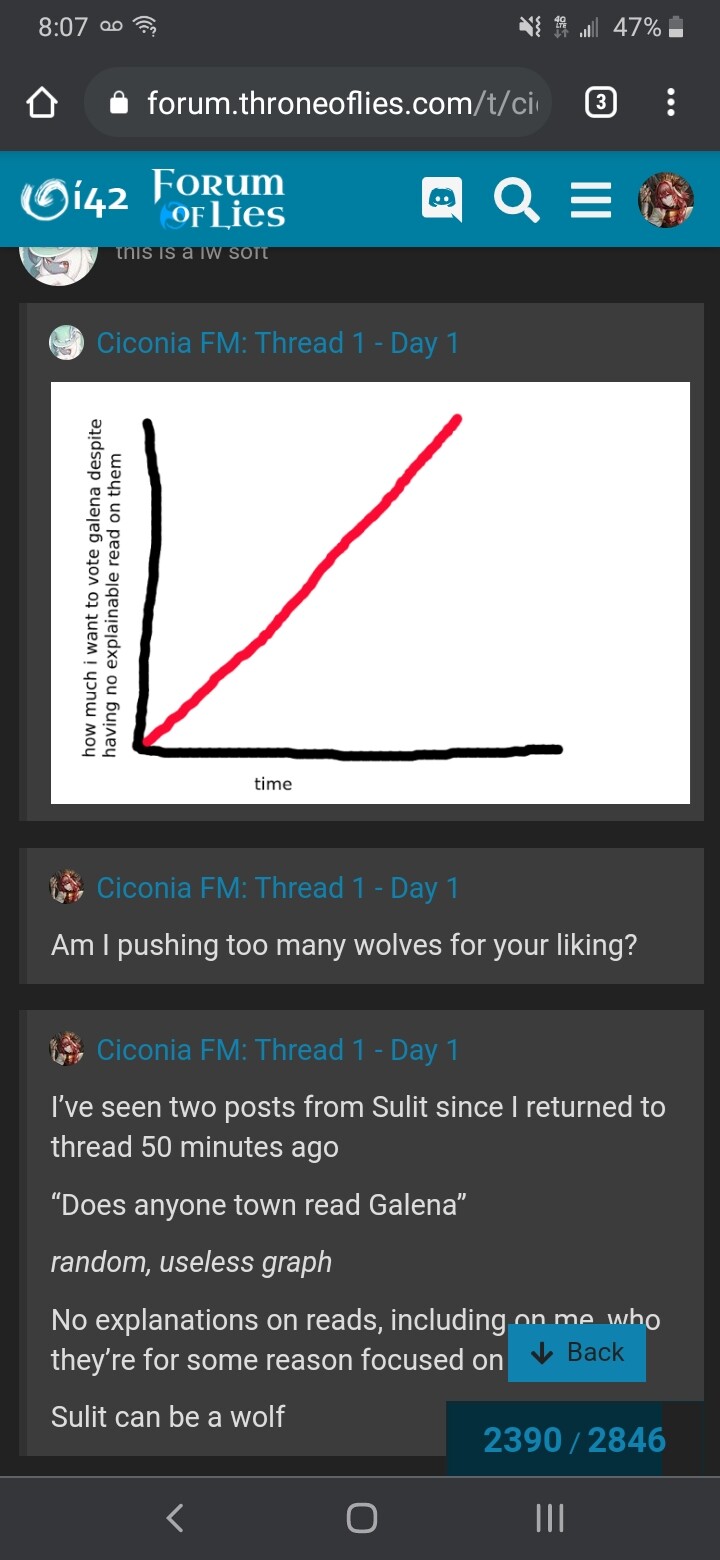 8:07
4G
LTE
47%
forum.throneoflies.com/t/ci
3
i42
FORUM
OF LIES
this is a lw soft
Ciconia FM: Thread 1 - Day 1
how much i want to vote galena despite
having no explainable read on them
time
Ciconia FM: Thread 1 - Day 1
Am I pushing too many wolves for your liking?
Ciconia FM: Thread 1 - Day 1
I’ve seen two posts from Sulit since I returned to
thread 50 minutes ago
“Does anyone town read Galena”
random, useless graph
No explanations on reads, including on me, who
they’re for some reason focused on
Back
Sulit can be a wolf
2390 / 2846